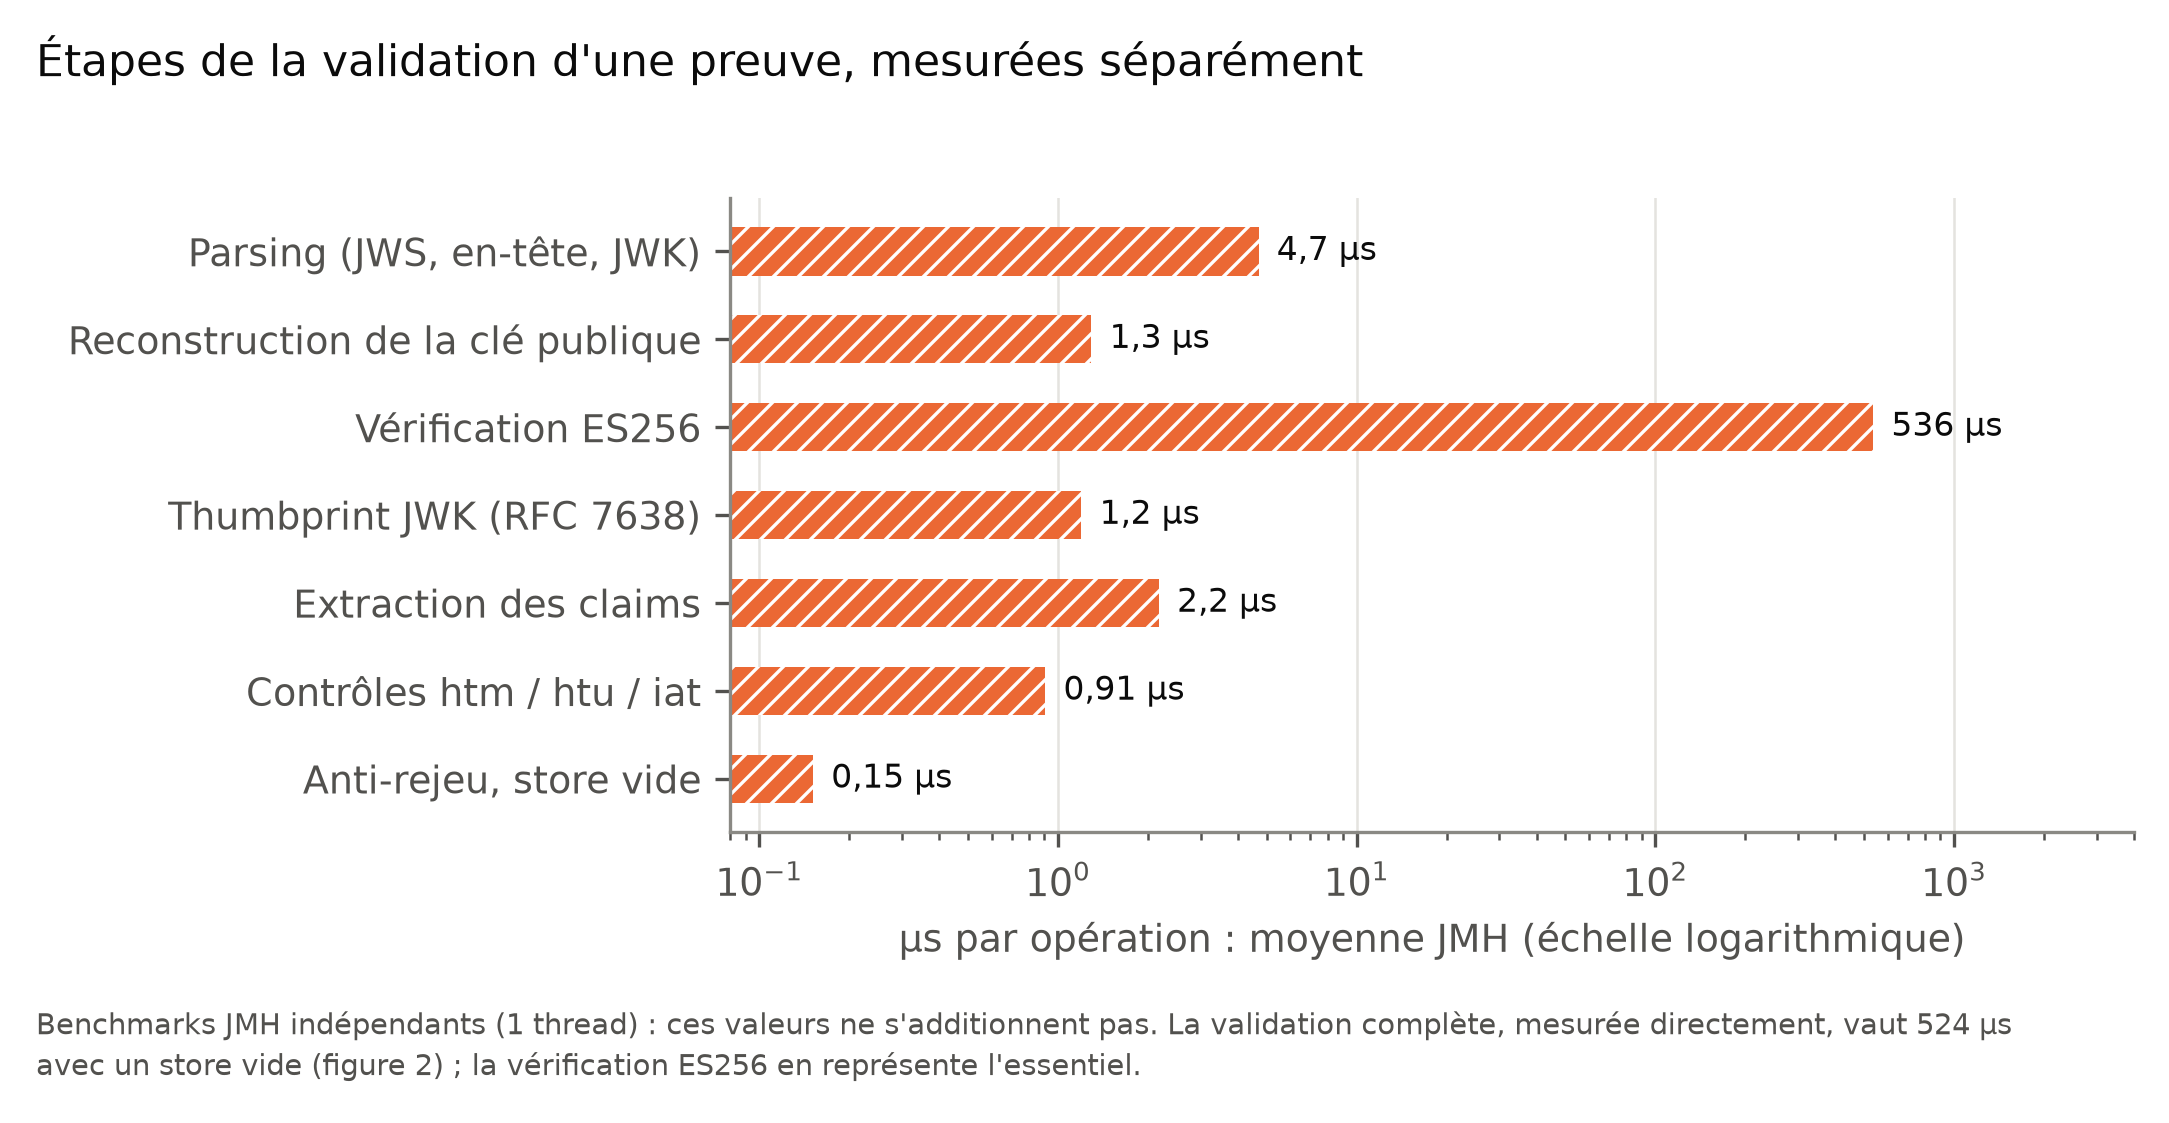 Étapes de la validation d'une preuve, mesurées séparément
Parsing (JWS, en-tête, JWK)
4,7 µs
Reconstruction de la clé publique
1,3 µs
Vérification ES256
536 µs
Thumbprint JWK (RFC 7638)
1,2 µs
Extraction des claims
2,2 µs
Contrôles htm / htu / iat
0,91 µs
Anti-rejeu, store vide
0,15 µs
10⁻¹ 10⁰ 10¹ 10² 10³
µs par opération : moyenne JMH (échelle logarithmique)
Benchmarks JMH indépendants (1 thread) : ces valeurs ne s'additionnent pas. La validation complète, mesurée directement, vaut 524 µs
avec un store vide (figure 2) ; la vérification ES256 en représente l'essentiel.